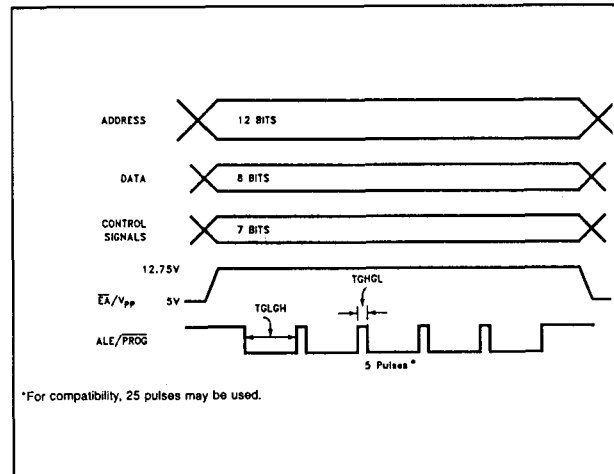 ADDRESS
12 BITS
DATA
8 BITS
CONTROL
SIGNALS
7 BITS
12.75V
TGHGL
EA/Vpp
5V
TGLGH
ALE/PROG
5 Pulses*
*For compatibility, 25 pulses may be used.